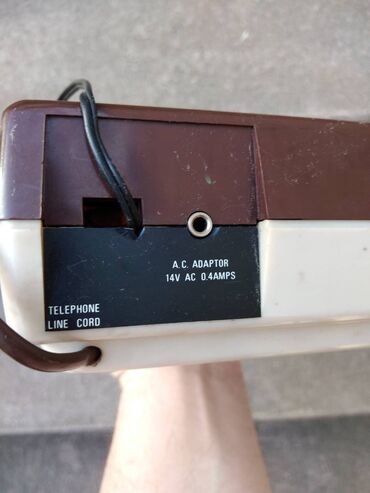 A.C. ADAPTOR
14V AC 0.4AMPS
TELEPHONE
LINE CORD